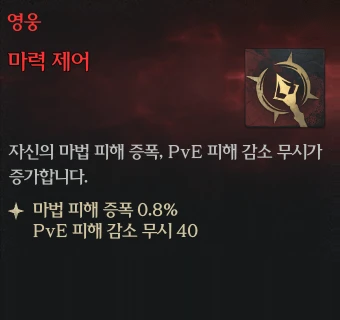 영웅
마력 제어
자신의 마법 피해 증폭, PvE 피해 감소 무시가
증가합니다.
마법 피해 증폭 0.8%
PvE 피해 감소 무시 40